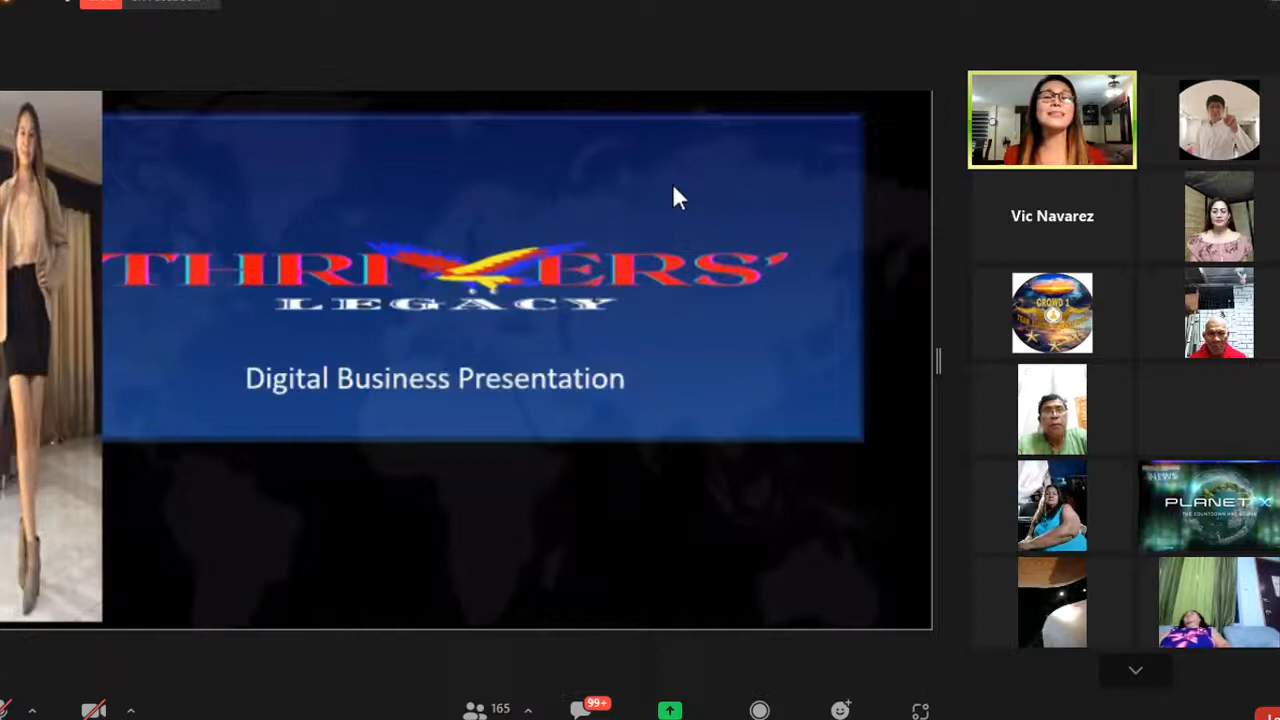 THRIVERS'
LEGACY
Digital Business Presentation
Vic Navarez
CROWD 1
NEWS
PLANET X
165
99+